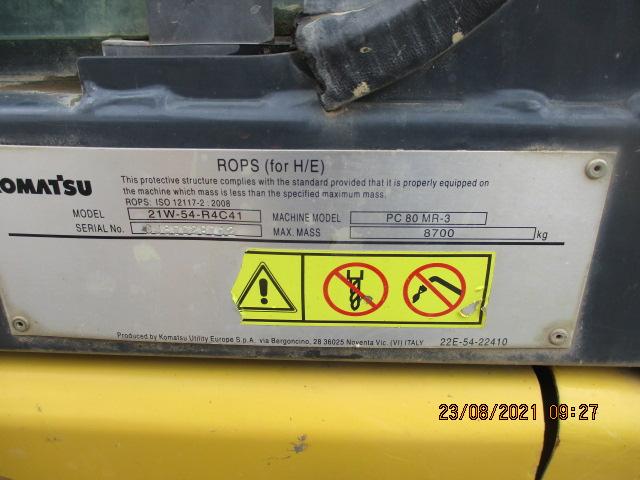 ROPS (for H/E)
This protective structure complies with the standard provided that it is properly equipped on
KOMATSU the machine which mass is less than the specified maximum mass.
ROPS: ISO 12117-2 : 2008
MODEL 21W-54-R4C41 MACHINE MODEL PC 80 MR-3
SERIAL No. MAX. MASS 8700 kg
Produced by Komatsu Utility Europe S.p.A. via Bergoncino, 28 36025 Noventa Vic. (VI) ITALY 22E-54-22410
23/08/2021 09:27